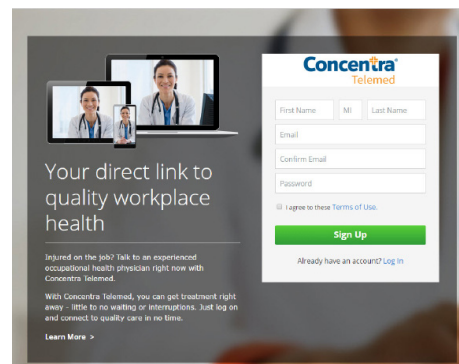 Your direct link to
quality workplace
health
Injured on the job? Talk to an experienced
occupational health physician right now with
Concentra Telemed.
With Concentra Telemed, you can get treatment right
away - little to no waiting or interruptions. Just log on
and connect to quality care in no time.
Learn More >
Concentra®
Telemed
First Name MI Last Name
Email
Confirm Email
Password
I agree to these Terms of Use.
Sign Up
Already have an account? Log In